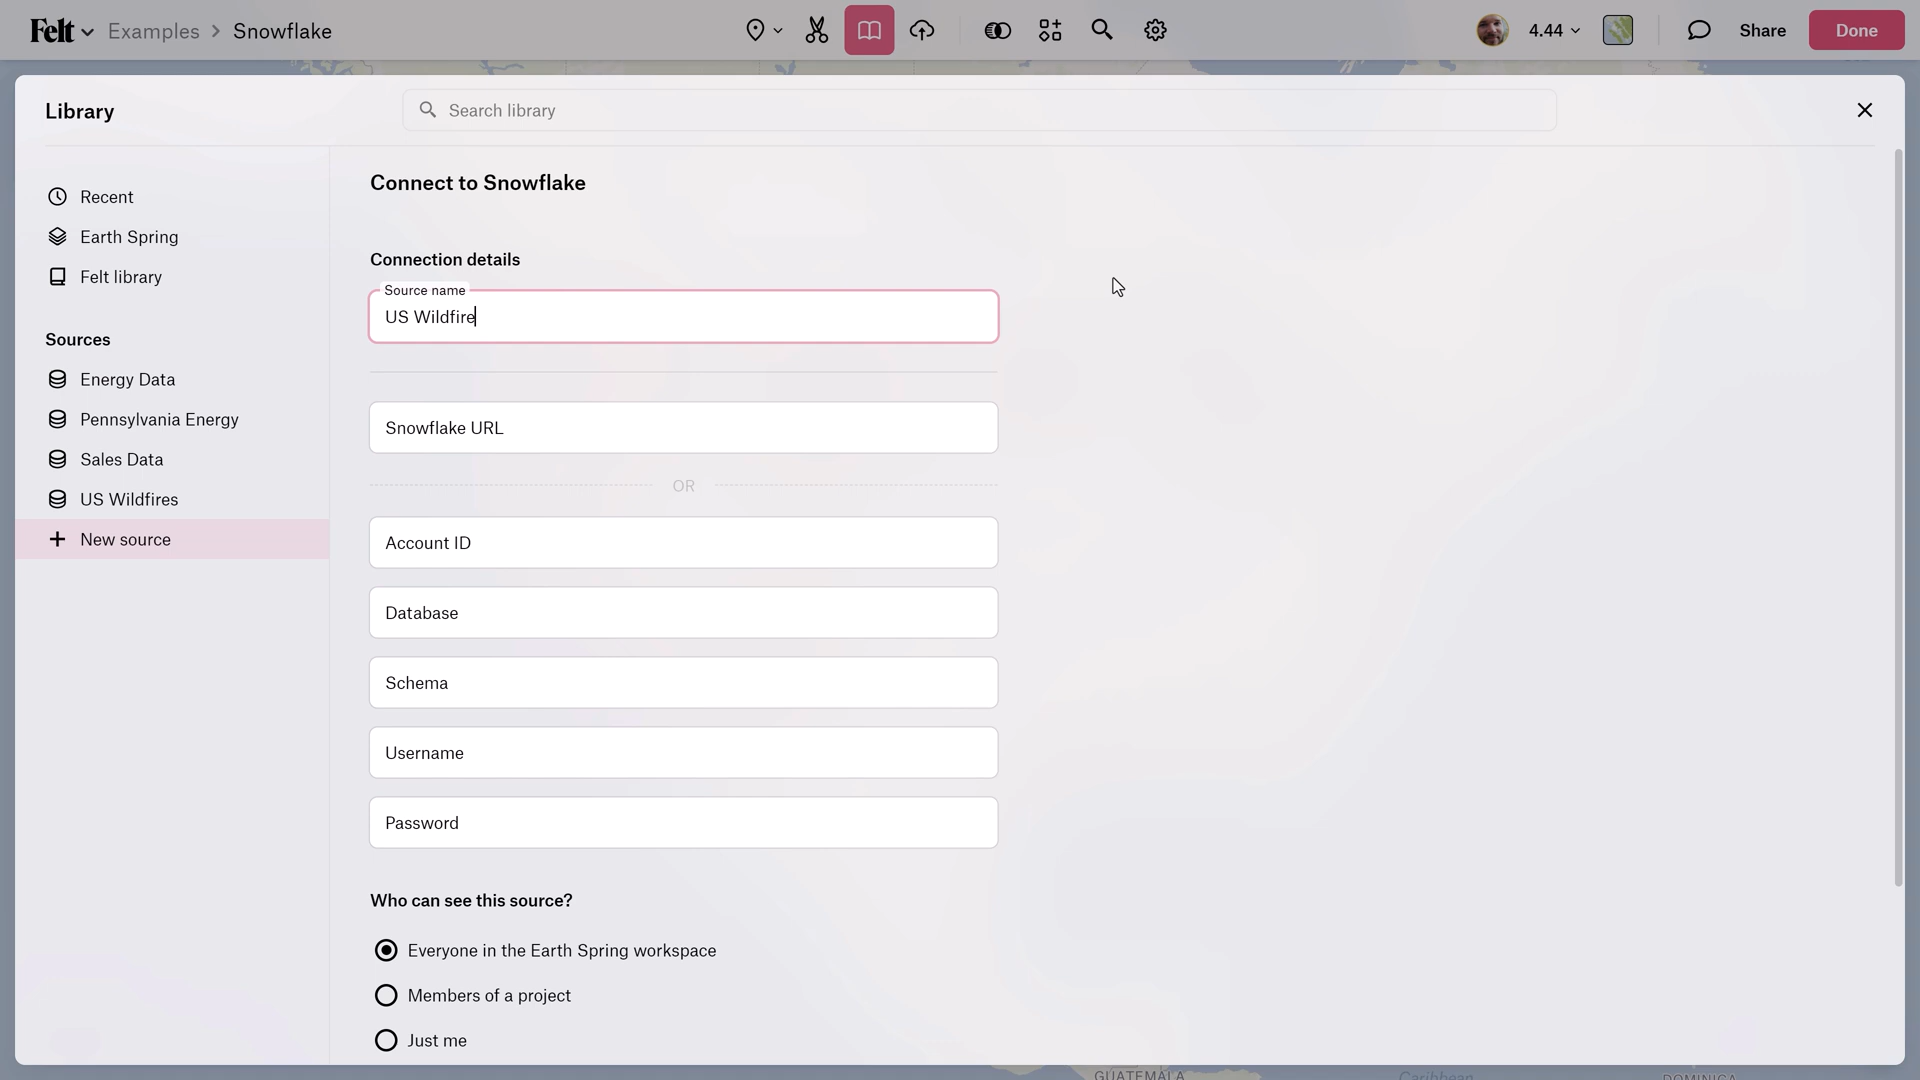 Felt Examples Snowflake 4.44 Share Done
Library Search library
Recent
Earth Spring
Felt library
Sources
Energy Data
Pennsylvania Energy
Sales Data
US Wildfires
New source
Connect to Snowflake
Connection details
Source name
US Wildfire
Snowflake URL
OR
Account ID
Database
Schema
Username
Password
Who can see this source?
Everyone in the Earth Spring workspace
Members of a project
Just me
GUATEMALA Caribbean DOMINICA